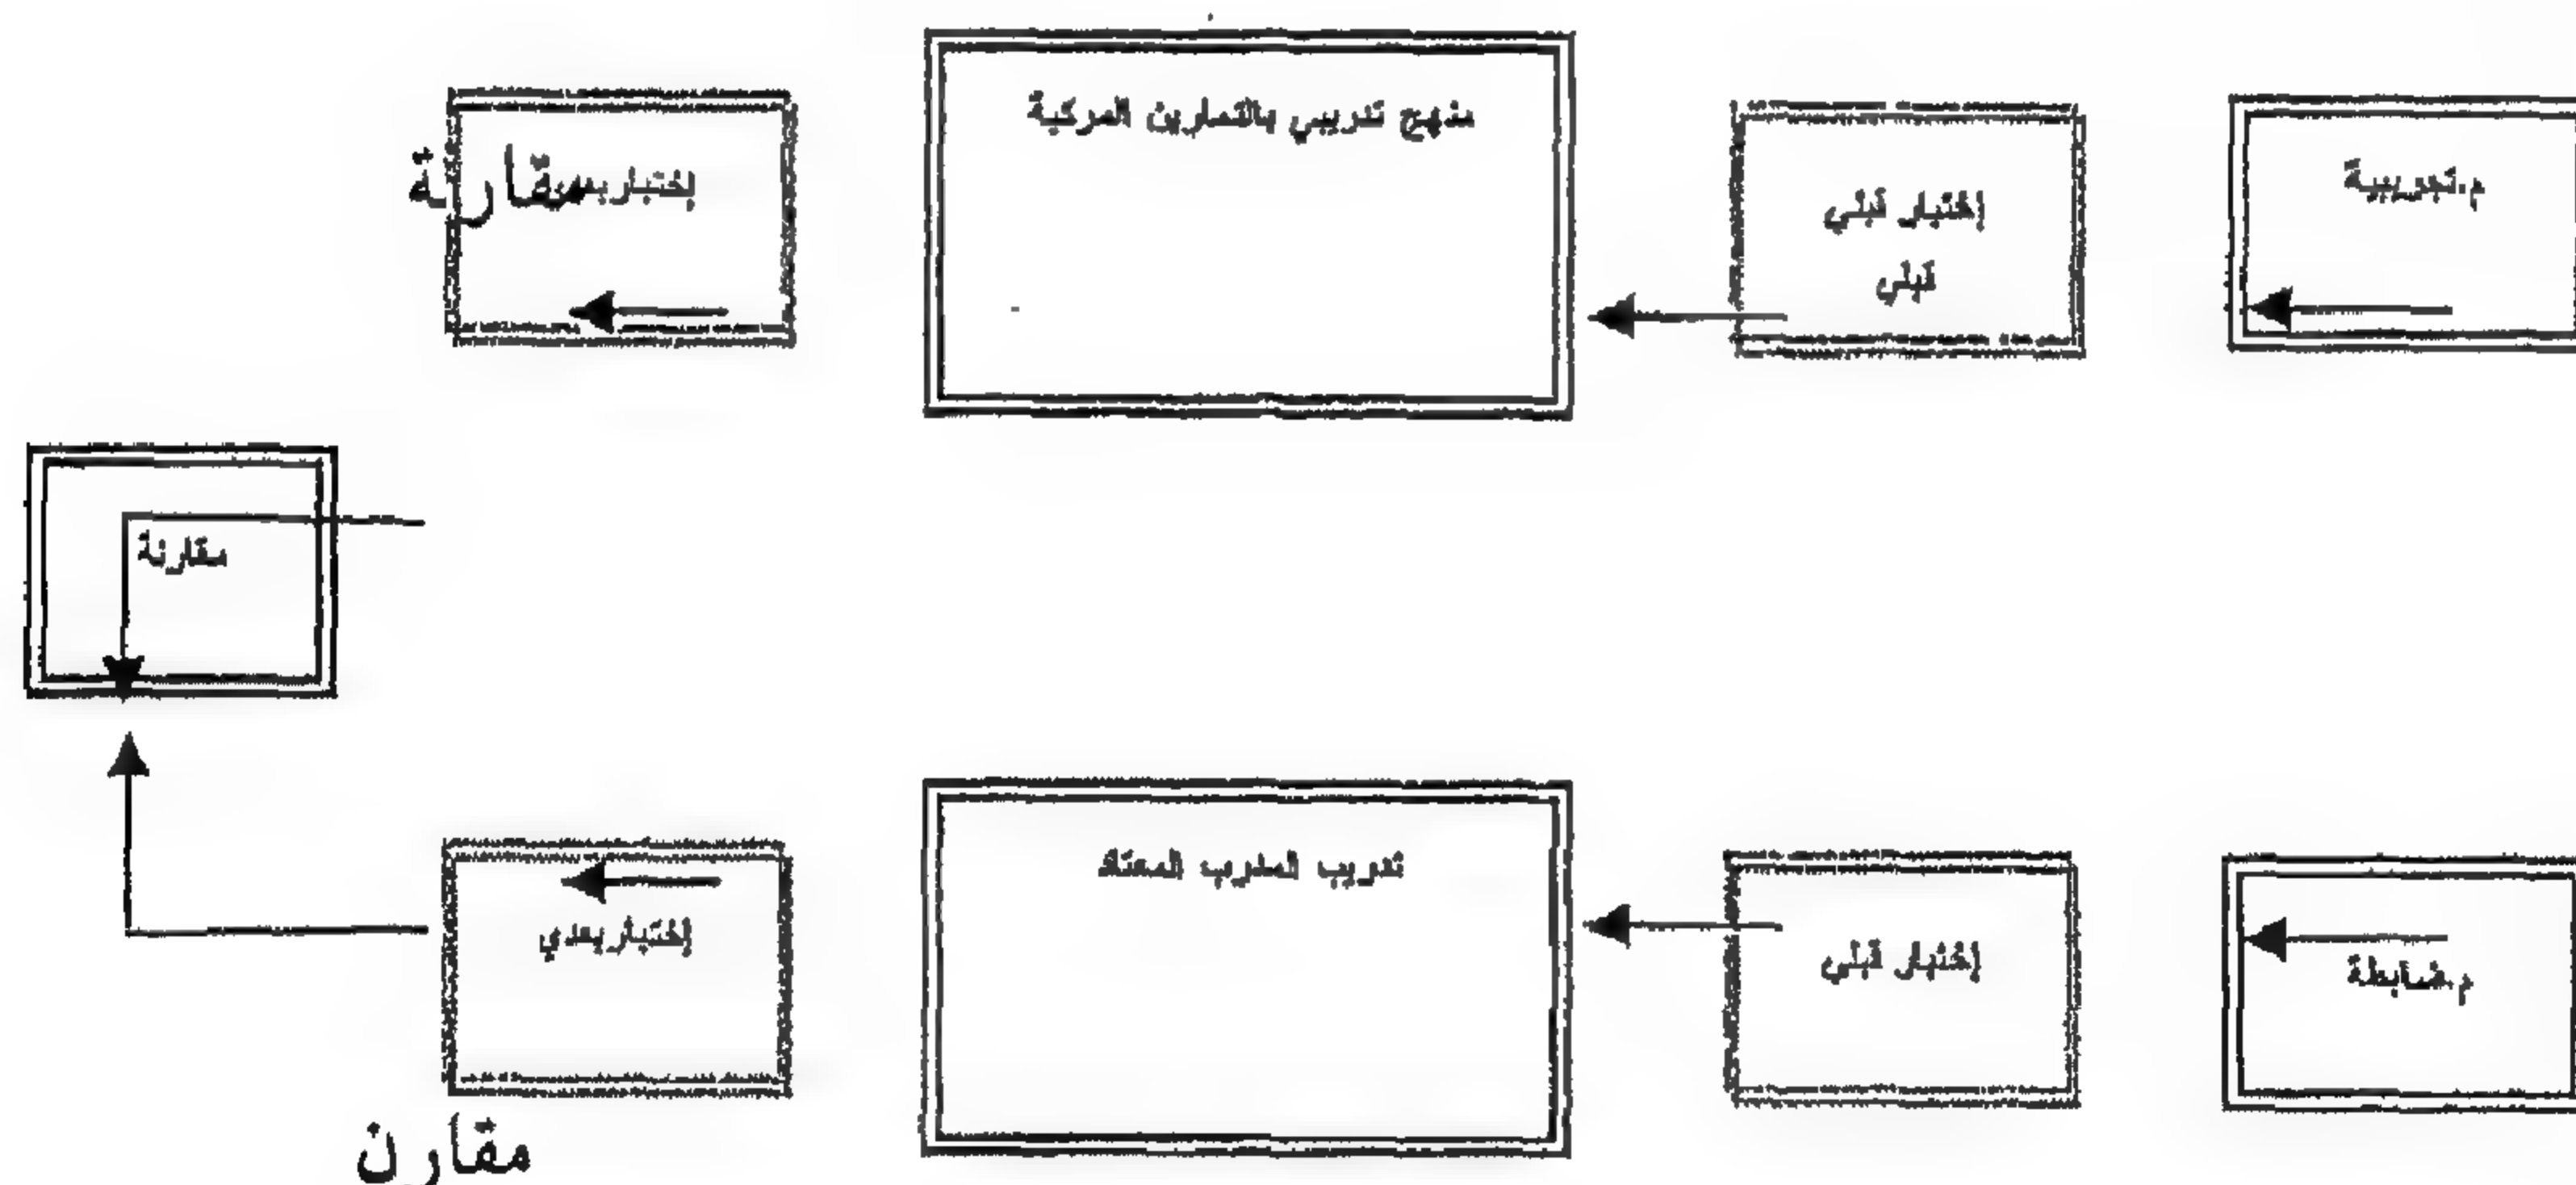 م.تجريبية
إختبار قبلي
قبلي
منهج تدريبي بالتمارين المركبة
إختبار
مقارنة
مقارنة
م.ضابطة
إختبار قبلي
تدريب المدرب المعتاد
إختبار بعدي
مقارن